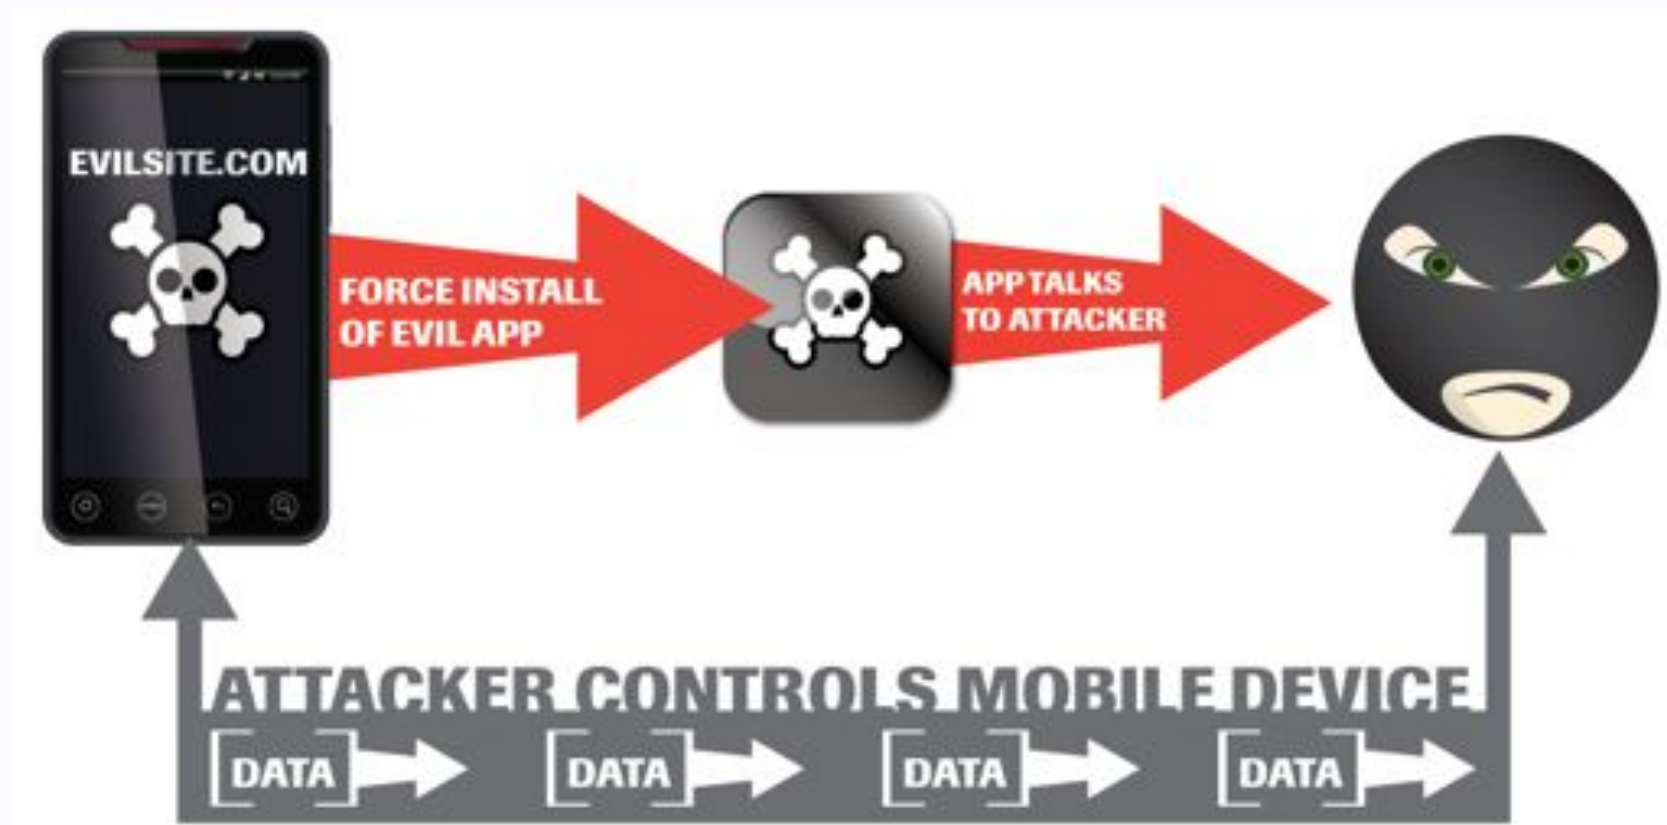 EVILSITE.COM
FORCE INSTALL
OF EVIL APP
APP TALKS
TO ATTACKER
ATTACKER CONTROLS MOBILE DEVICE
[DATA] [DATA] [DATA] [DATA]